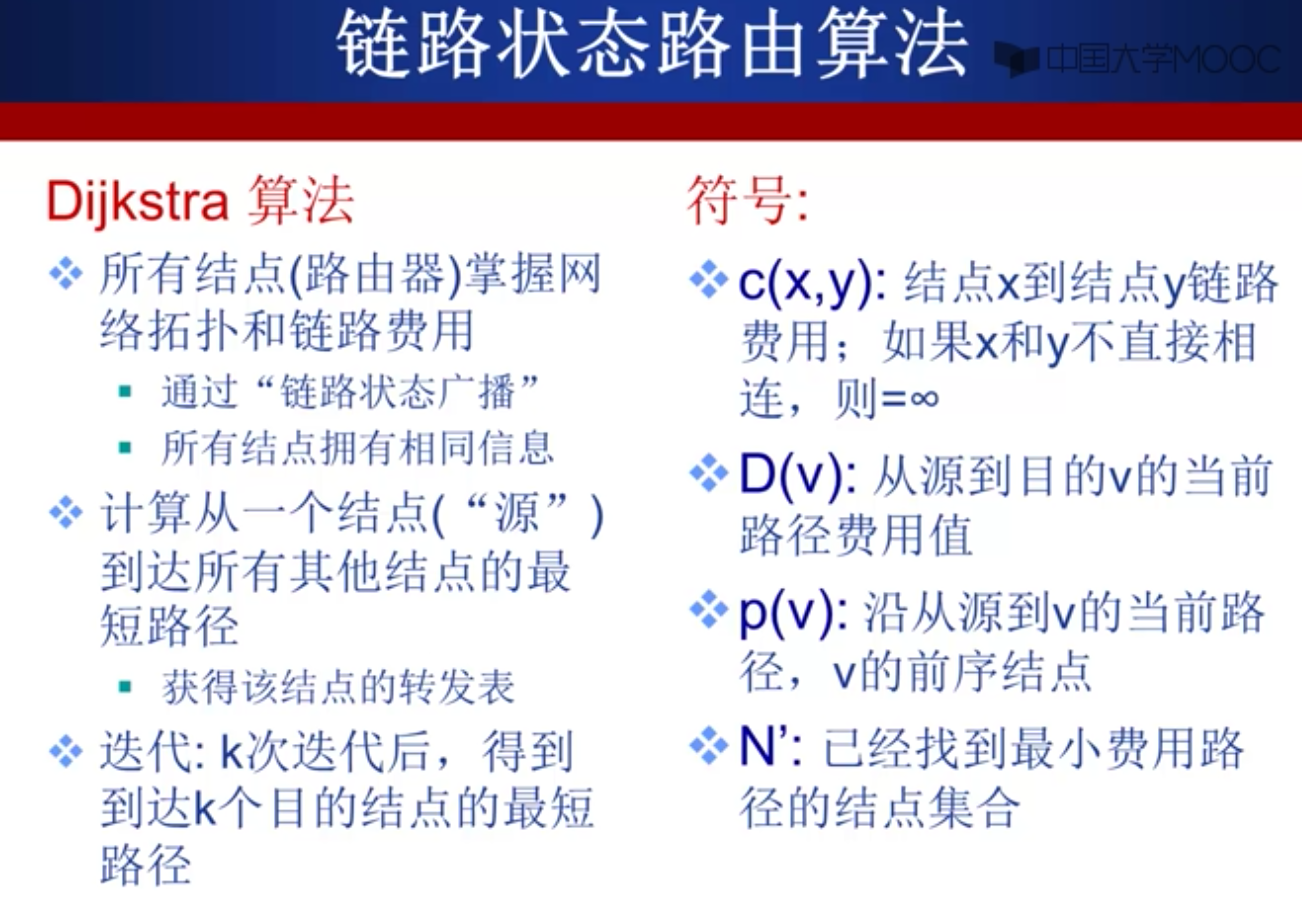 链路状态路由算法
中国大学MOOC
Dijkstra 算法
所有结点(路由器)掌握网
络拓扑和链路费用
通过“链路状态广播”
所有结点拥有相同信息
计算从一个结点(“源”)
到达所有其他结点的最
短路径
获得该结点的转发表
迭代: k次迭代后，得到
到达k个目的结点的最短
路径
符号:
c(x,y): 结点x到结点y链路
费用；如果x和y不直接相
连，则=∞
D(v): 从源到目的v的当前
路径费用值
p(v): 沿从源到v的当前路
径，v的前序结点
N’: 已经找到最小费用路
径的结点集合